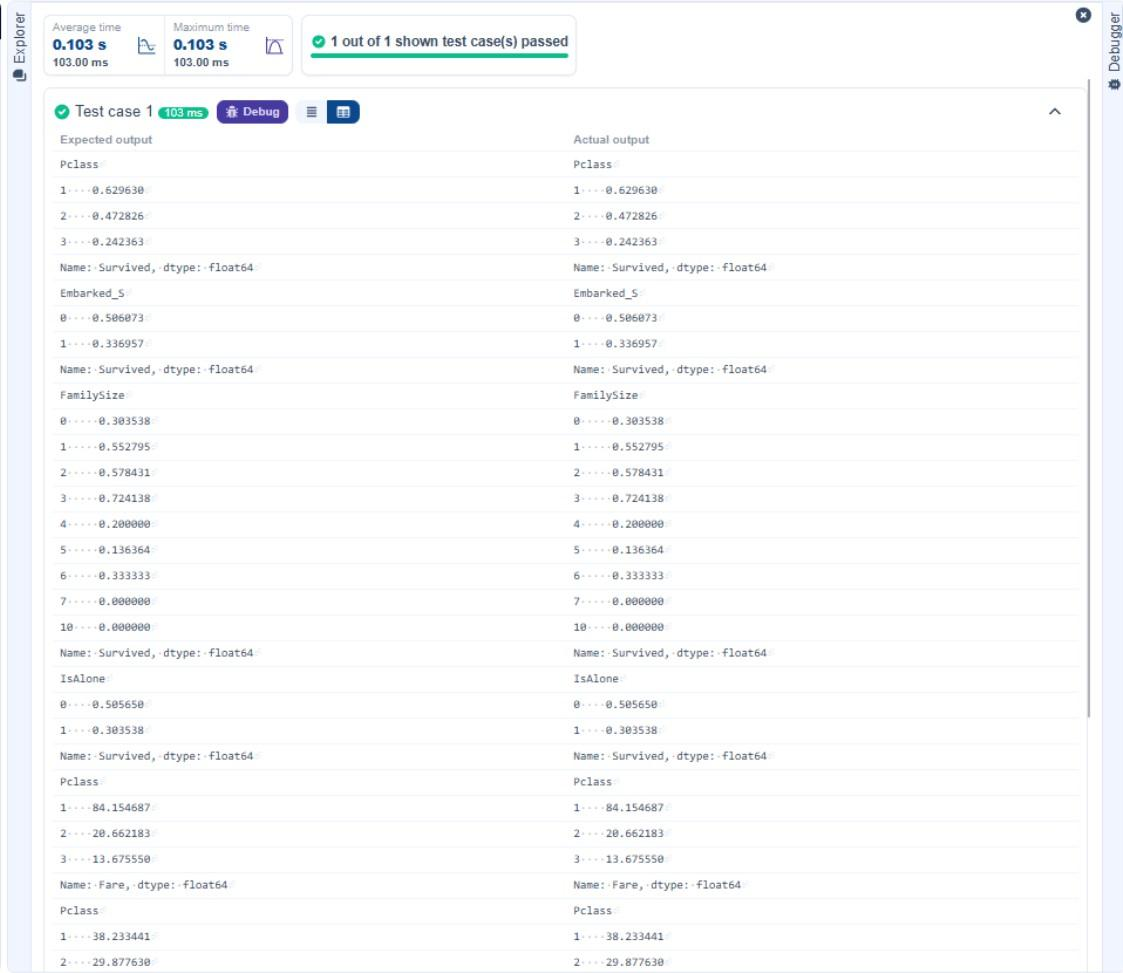 Explorer
Debugger
Average time
0.103 s
103.00 ms
Maximum time
0.103 s
103.00 ms
1 out of 1 shown test case(s) passed
Test case 1 103 ms Debug
Expected output Actual output
Pclass Pclass
1····0.629630 1····0.629630
2····0.472826 2····0.472826
3····0.242363 3····0.242363
Name:·Survived,·dtype:·float64 Name:·Survived,·dtype:·float64
Embarked_S Embarked_S
0····0.506073 0····0.506073
1····0.336957 1····0.336957
Name:·Survived,·dtype:·float64 Name:·Survived,·dtype:·float64
FamilySize FamilySize
0·····0.303538 0·····0.303538
1·····0.552795 1·····0.552795
2·····0.578431 2·····0.578431
3·····0.724138 3·····0.724138
4·····0.200000 4·····0.200000
5·····0.136364 5·····0.136364
6·····0.333333 6·····0.333333
7·····0.000000 7·····0.000000
10····0.000000 10····0.000000
Name:·Survived,·dtype:·float64 Name:·Survived,·dtype:·float64
IsAlone IsAlone
0····0.505650 0····0.505650
1····0.303538 1····0.303538
Name:·Survived,·dtype:·float64 Name:·Survived,·dtype:·float64
Pclass Pclass
1····84.154687 1····84.154687
2····20.662183 2····20.662183
3····13.675550 3····13.675550
Name:·Fare,·dtype:·float64 Name:·Fare,·dtype:·float64
Pclass Pclass
1····38.233441 1····38.233441
2····29.877630 2····29.877630